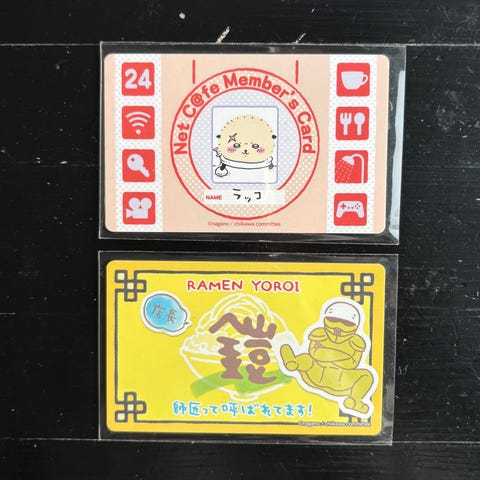 24
Net C@fe Member's Card
NAME ラッコ
©nagano / chiikawa committee
RAMEN YOROI
店長
鎧
師匠って呼ばれてます!
©nagano / chiikawa committee